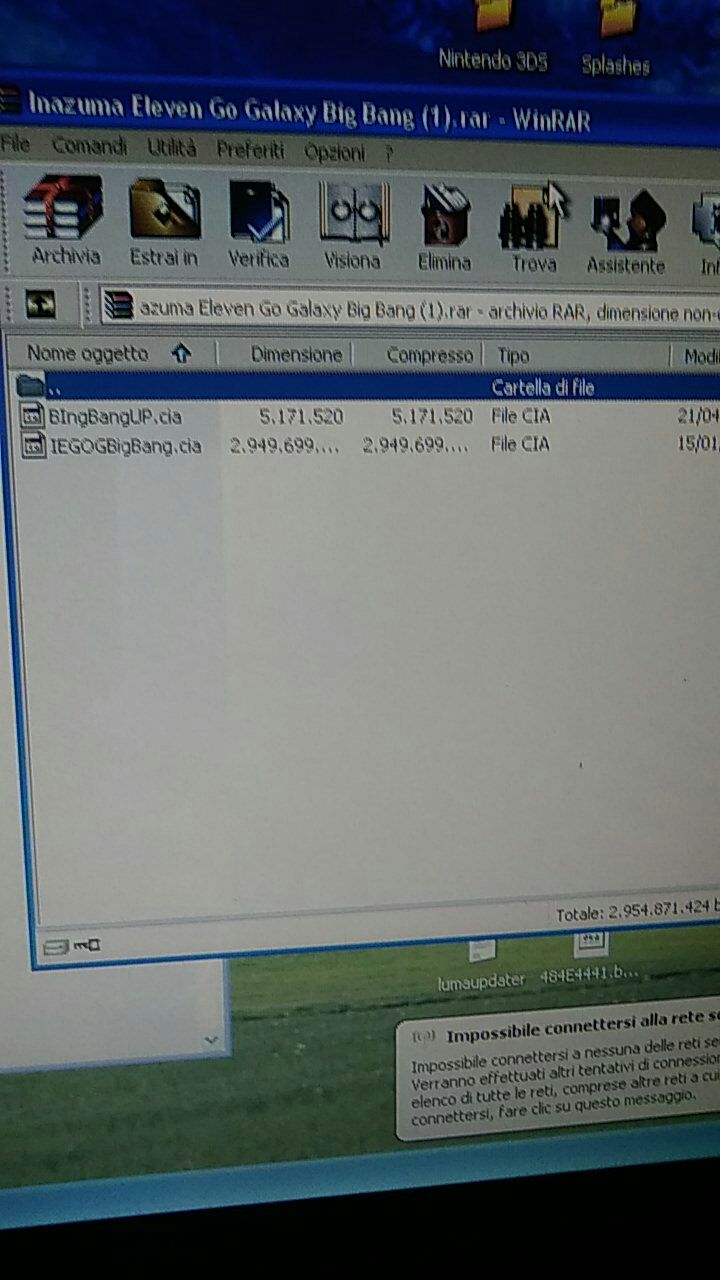 Nintendo 3DS Splashes
Inazuma Eleven Go Galaxy Big Bang (1).rar - WinRAR
File Comandi Utilità Preferiti Opzioni ?
Archivia Estrai in Verifica Visiona Elimina Trova Assistente Inf
azuma Eleven Go Galaxy Big Bang (1).rar - archivio RAR, dimensione non-
Nome oggetto Dimensione Compresso Tipo Modi
.. Cartella di file
BIngBangUP.cia 5.171.520 5.171.520 File CIA 21/04
IEGOGBigBang.cia 2.949.699.... 2.949.699.... File CIA 15/01
Totale: 2.954.871.424 b
lumaupdater 484E4441.b...
Impossibile connettersi alla rete s
Impossibile connettersi a nessuna delle reti se
Verranno effettuati altri tentativi di connession
elenco di tutte le reti, comprese altre reti a cui
connettersi, fare clic su questo messaggio.